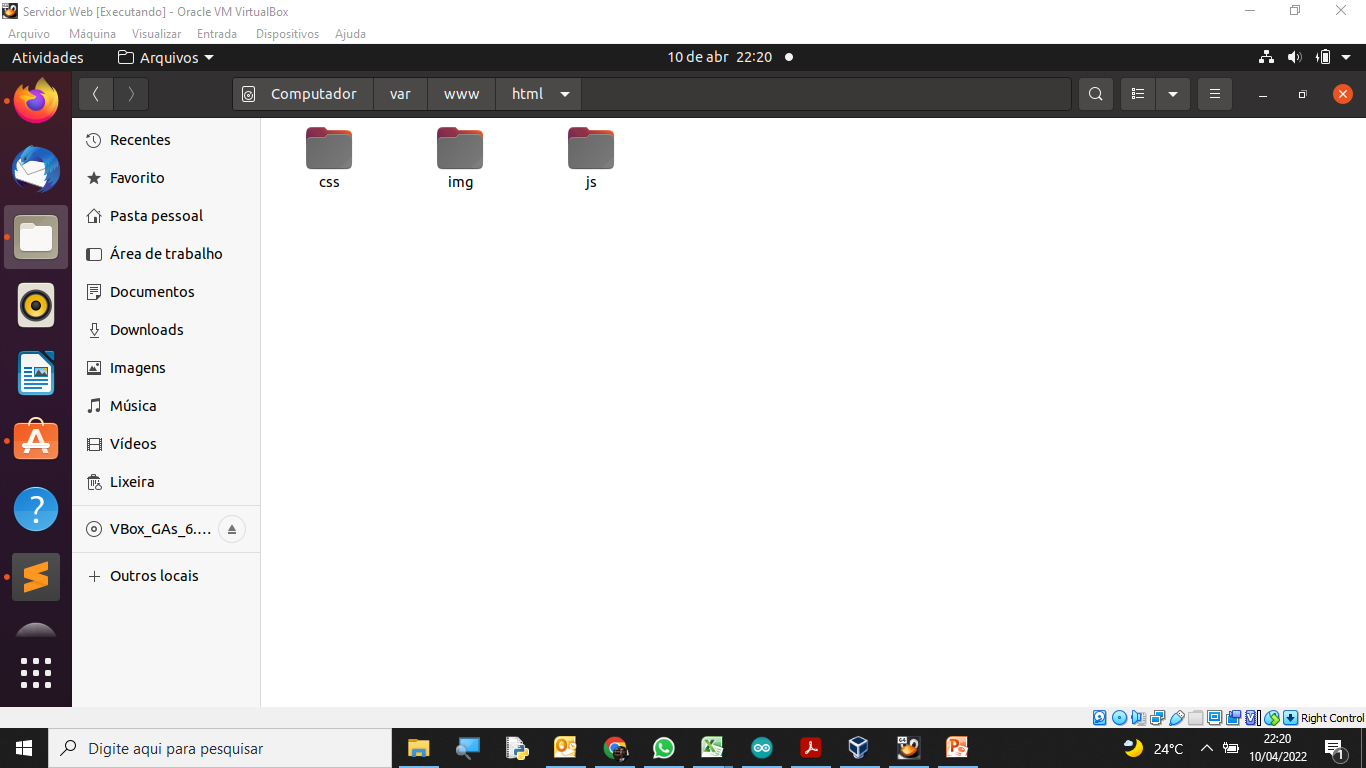 Servidor Web [Executando] - Oracle VM VirtualBox
Arquivo Máquina Visualizar Entrada Dispositivos Ajuda
Atividades Arquivos 10 de abr 22:20
Computador var www html
Recentes
Favorito
Pasta pessoal
Área de trabalho
Documentos
Downloads
Imagens
Música
Vídeos
Lixeira
VBox_GAs_6.…
Outros locais
css img js
Right Control
Digite aqui para pesquisar
24°C
22:20
10/04/2022
1